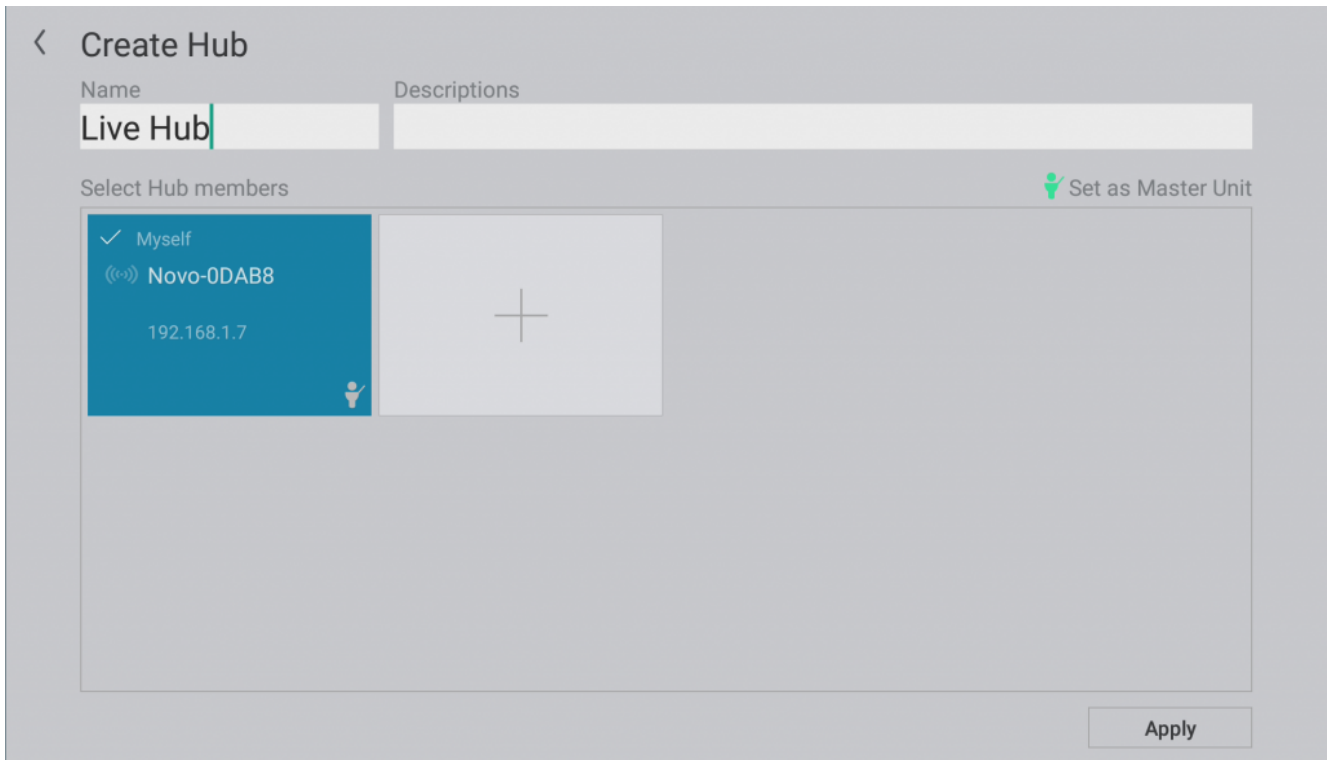 Create Hub
Name
Descriptions
Live Hub
Select Hub members
Set as Master Unit
Myself
Novo-0DAB8
192.168.1.7
Apply